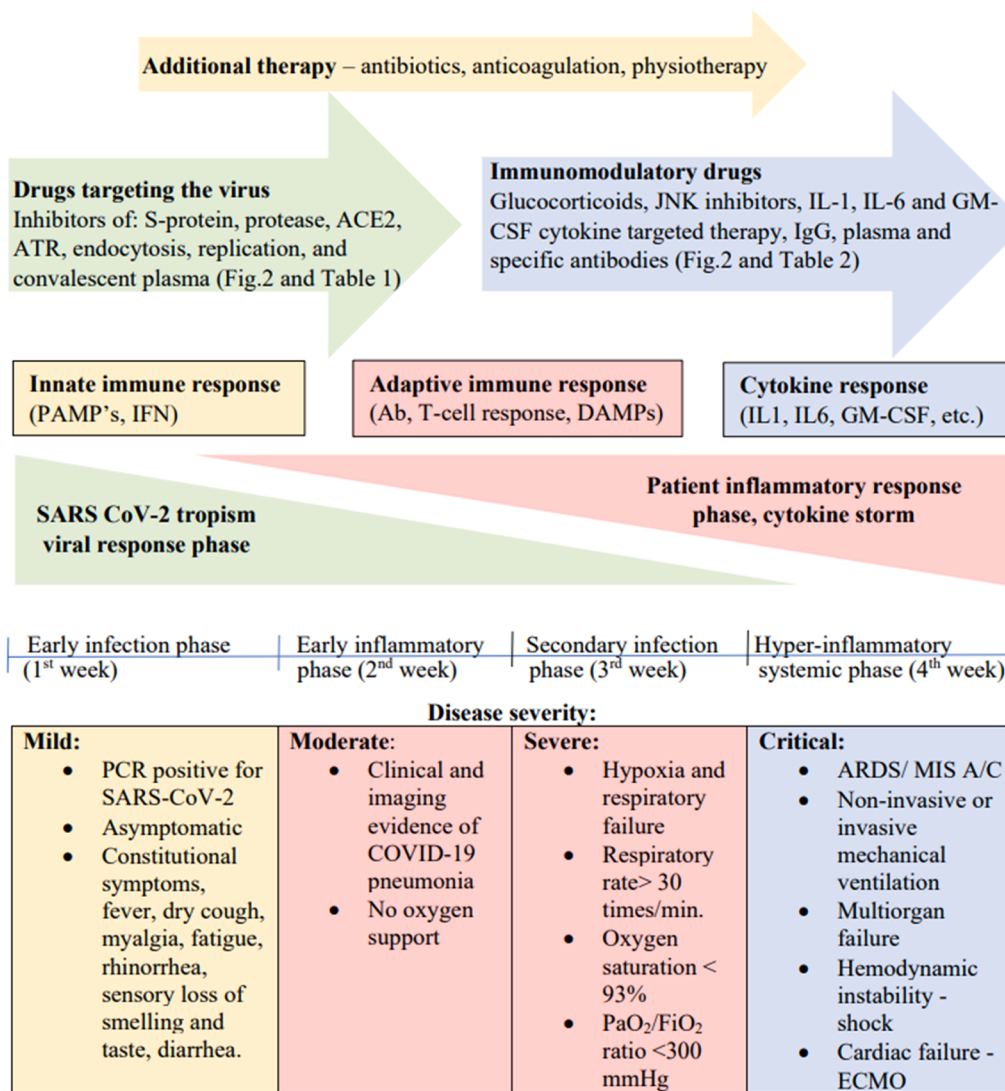 Additional therapy – antibiotics, anticoagulation, physiotherapy
Drugs targeting the virus
Inhibitors of: S-protein, protease, ACE2,
ATR, endocytosis, replication, and
convalescent plasma (Fig.2 and Table 1)
Immunomodulatory drugs
Glucocorticoids, JNK inhibitors, IL-1, IL-6 and GM-
CSF cytokine targeted therapy, IgG, plasma and
specific antibodies (Fig.2 and Table 2)
Innate immune response
(PAMP's, IFN)
Adaptive immune response
(Ab, T-cell response, DAMPs)
Cytokine response
(IL1, IL6, GM-CSF, etc.)
SARS CoV-2 tropism
viral response phase
Patient inflammatory response
phase, cytokine storm
Early infection phase
(1st week)
Early inflammatory
phase (2nd week)
Secondary infection
phase (3rd week)
Hyper-inflammatory
systemic phase (4th week)
Disease severity:
Mild:
• PCR positive for
SARS-CoV-2
• Asymptomatic
• Constitutional
symptoms,
fever, dry cough,
myalgia, fatigue,
rhinorrhea,
sensory loss of
smelling and
taste, diarrhea.
Moderate:
• Clinical and
imaging
evidence of
COVID-19
pneumonia
• No oxygen
support
Severe:
• Hypoxia and
respiratory
failure
• Respiratory
rate> 30
times/min.
• Oxygen
saturation <
93%
• PaO2/FiO2
ratio <300
mmHg
Critical:
• ARDS/ MIS A/C
• Non-invasive or
invasive
mechanical
ventilation
• Multiorgan
failure
• Hemodynamic
instability -
shock
• Cardiac failure -
ECMO